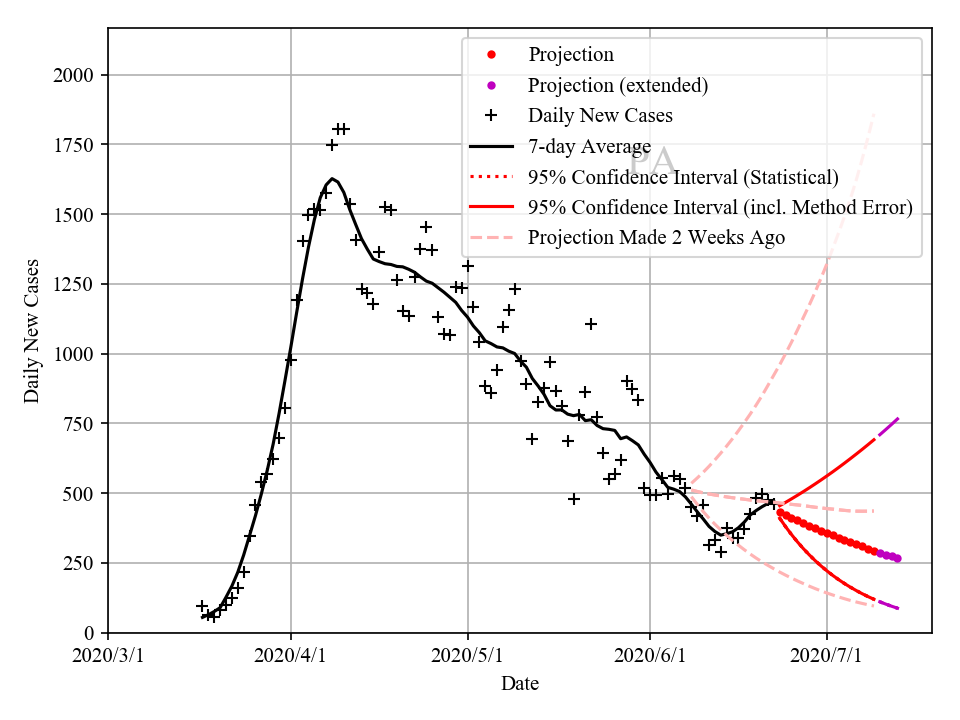 Projection
Projection (extended)
Daily New Cases
7-day Average
95% Confidence Interval (Statistical)
95% Confidence Interval (incl. Method Error)
Projection Made 2 Weeks Ago
PA
2000
1750
1500
1250
1000
750
500
250
0
Daily New Cases
2020/3/1 2020/4/1 2020/5/1 2020/6/1 2020/7/1
Date